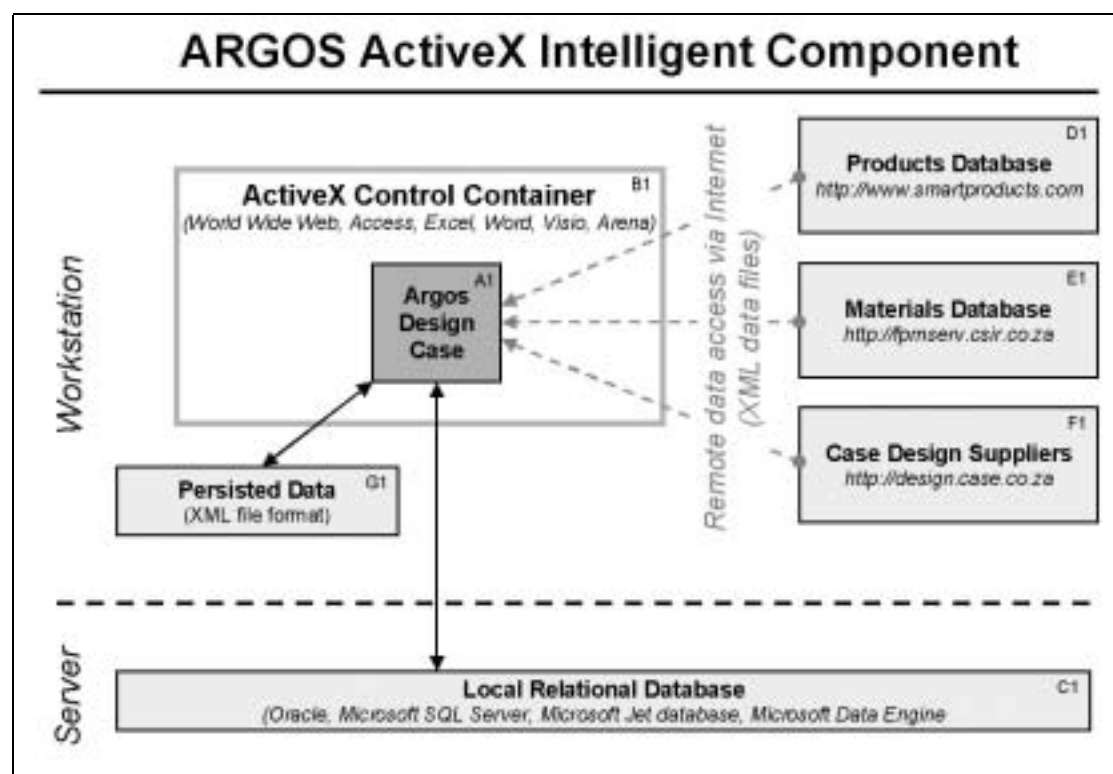 ARGOS ActiveX Intelligent Component
Workstation
B1
ActiveX Control Container
(World Wide Web, Access, Excel, Word, Visio, Arena)
A1
Argos
Design
Case
G1
Persisted Data
(XML file format)
Remote data access via Internet
(XML data files)
D1
Products Database
http://www.smartproducts.com
E1
Materials Database
http://fpmserv.csir.co.za
F1
Case Design Suppliers
http://design.case.co.za
Server
C1
Local Relational Database
(Oracle, Microsoft SQL Server, Microsoft Jet database, Microsoft Data Engine